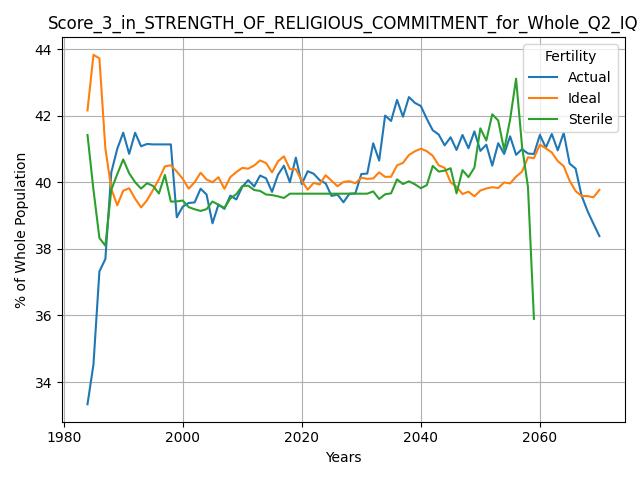 Score_3_in_STRENGTH_OF_RELIGIOUS_COMMITMENT_for_Whole_Q2_IQ
Fertility
Actual
Ideal
Sterile
% of Whole Population
44
42
40
38
36
34
1980
2000
2020
2040
2060
Years